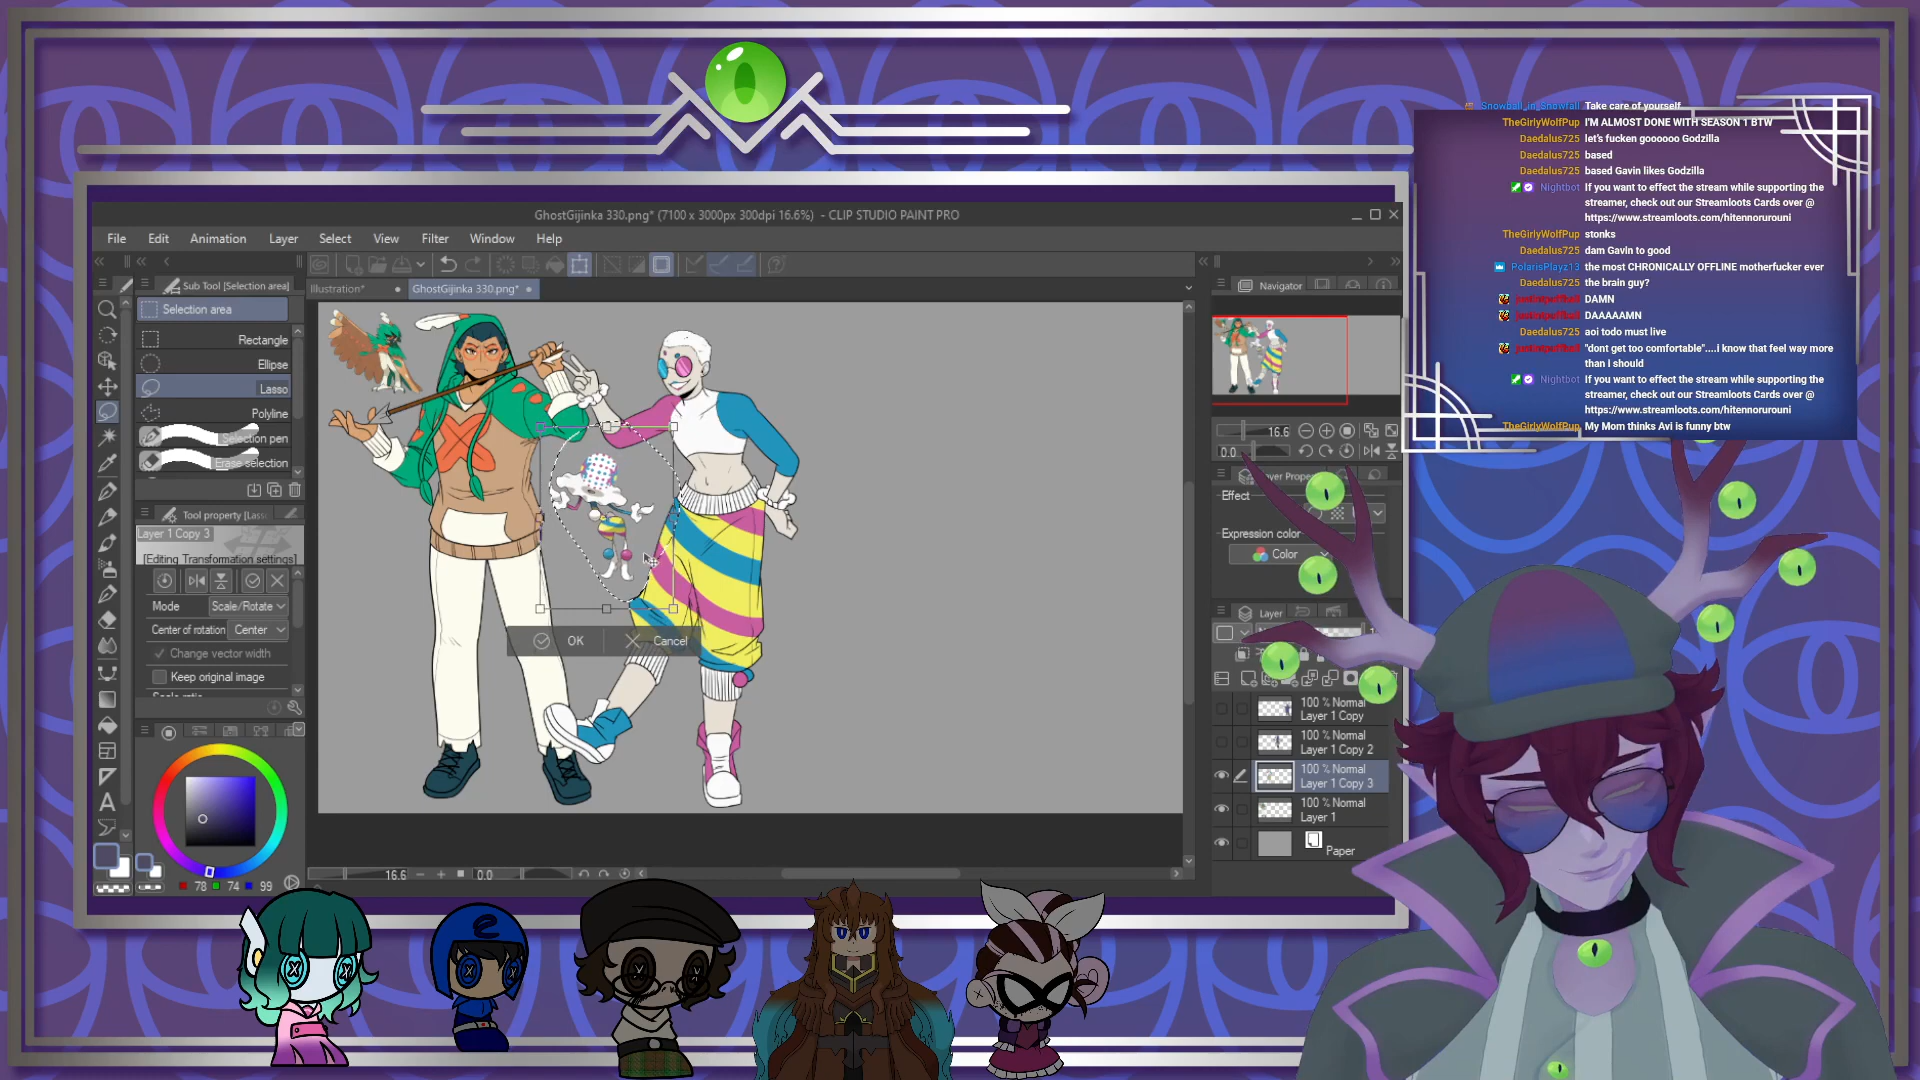 GhostGijinka 330.png* (7100 x 3000px 300dpi 16.6%) - CLIP STUDIO PAINT PRO
File Edit Animation Layer Select View Filter Window Help
Sub Tool [Selection area]
Illustration*
GhostGijinka 330.png*
Navigator
Selection area
Rectangle
Ellipse
Lasso
Polyline
Selection pen
Erase selection
Tool property [Lasso
Layer 1 Copy 3
[Editing Transformation settings]
Mode Scale/Rotate
Center of rotation Center
Change vector width
Keep original image
78 74 99
OK Cancel
16.6 0.0
16.6
0.0
Layer Prope
Effect
Expression color
Color
Layer
100 % Normal
Layer 1 Copy
100 % Normal
Layer 1 Copy 2
100 % Normal
Layer 1 Copy 3
100 % Normal
Layer 1
Paper
Snowball_in_Snowfall Take care of yourself
TheGirlyWolfPup I'M ALMOST DONE WITH SEASON 1 BTW
Daedalus725 let's fucken goooooo Godzilla
Daedalus725 based
Daedalus725 based Gavin likes Godzilla
Nightbot If you want to effect the stream while supporting the
streamer, check out our Streamloots Cards over @
https://www.streamloots.com/hitennorurouni
TheGirlyWolfPup stonks
Daedalus725 dam Gavin to good
PolarisPlayz13 the most CHRONICALLY OFFLINE motherfucker ever
Daedalus725 the brain guy?
DAMN
DAAAAAMN
Daedalus725 aoi todo must live
"dont get too comfortable"....i know that feel way more
than I should
Nightbot If you want to effect the stream while supporting the
streamer, check out our Streamloots Cards over @
https://www.streamloots.com/hitennorurouni
TheGirlyWolfPup My Mom thinks Avi is funny btw